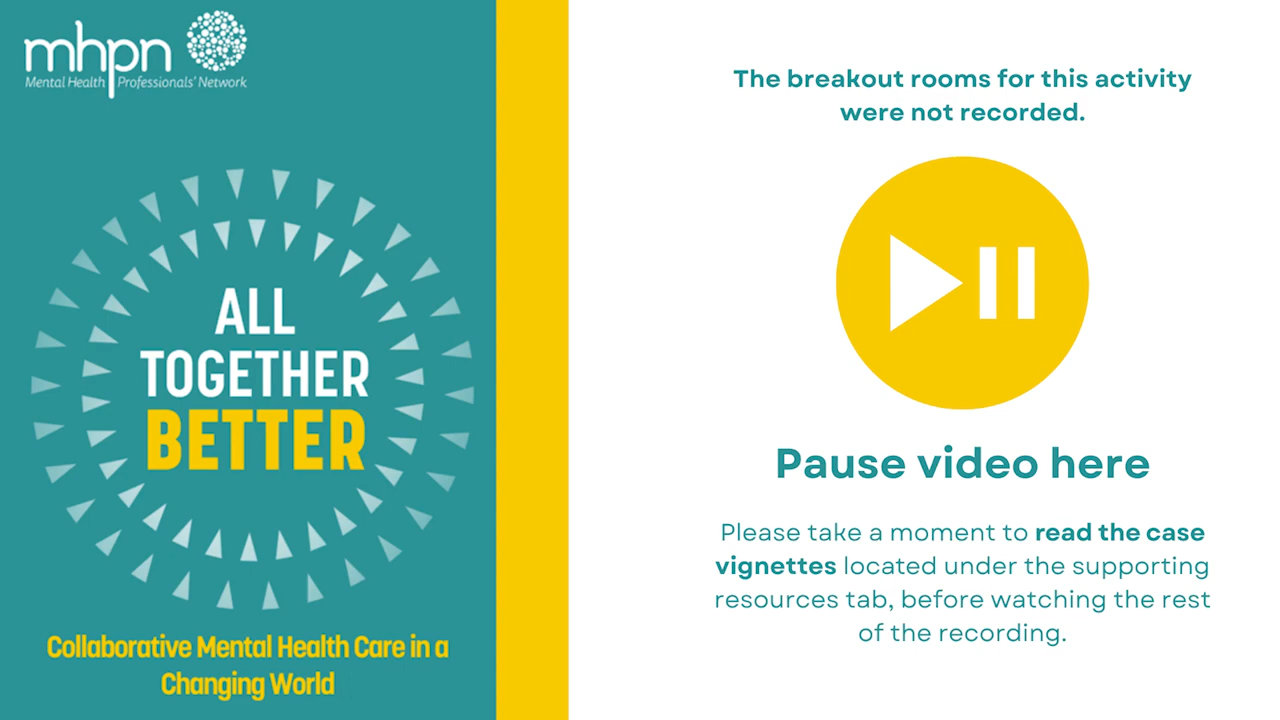 mhpn
Mental Health Professionals' Network
ALL
TOGETHER
BETTER
Collaborative Mental Health Care in a
Changing World
The breakout rooms for this activity
were not recorded.
Pause video here
Please take a moment to read the case
vignettes located under the supporting
resources tab, before watching the rest
of the recording.